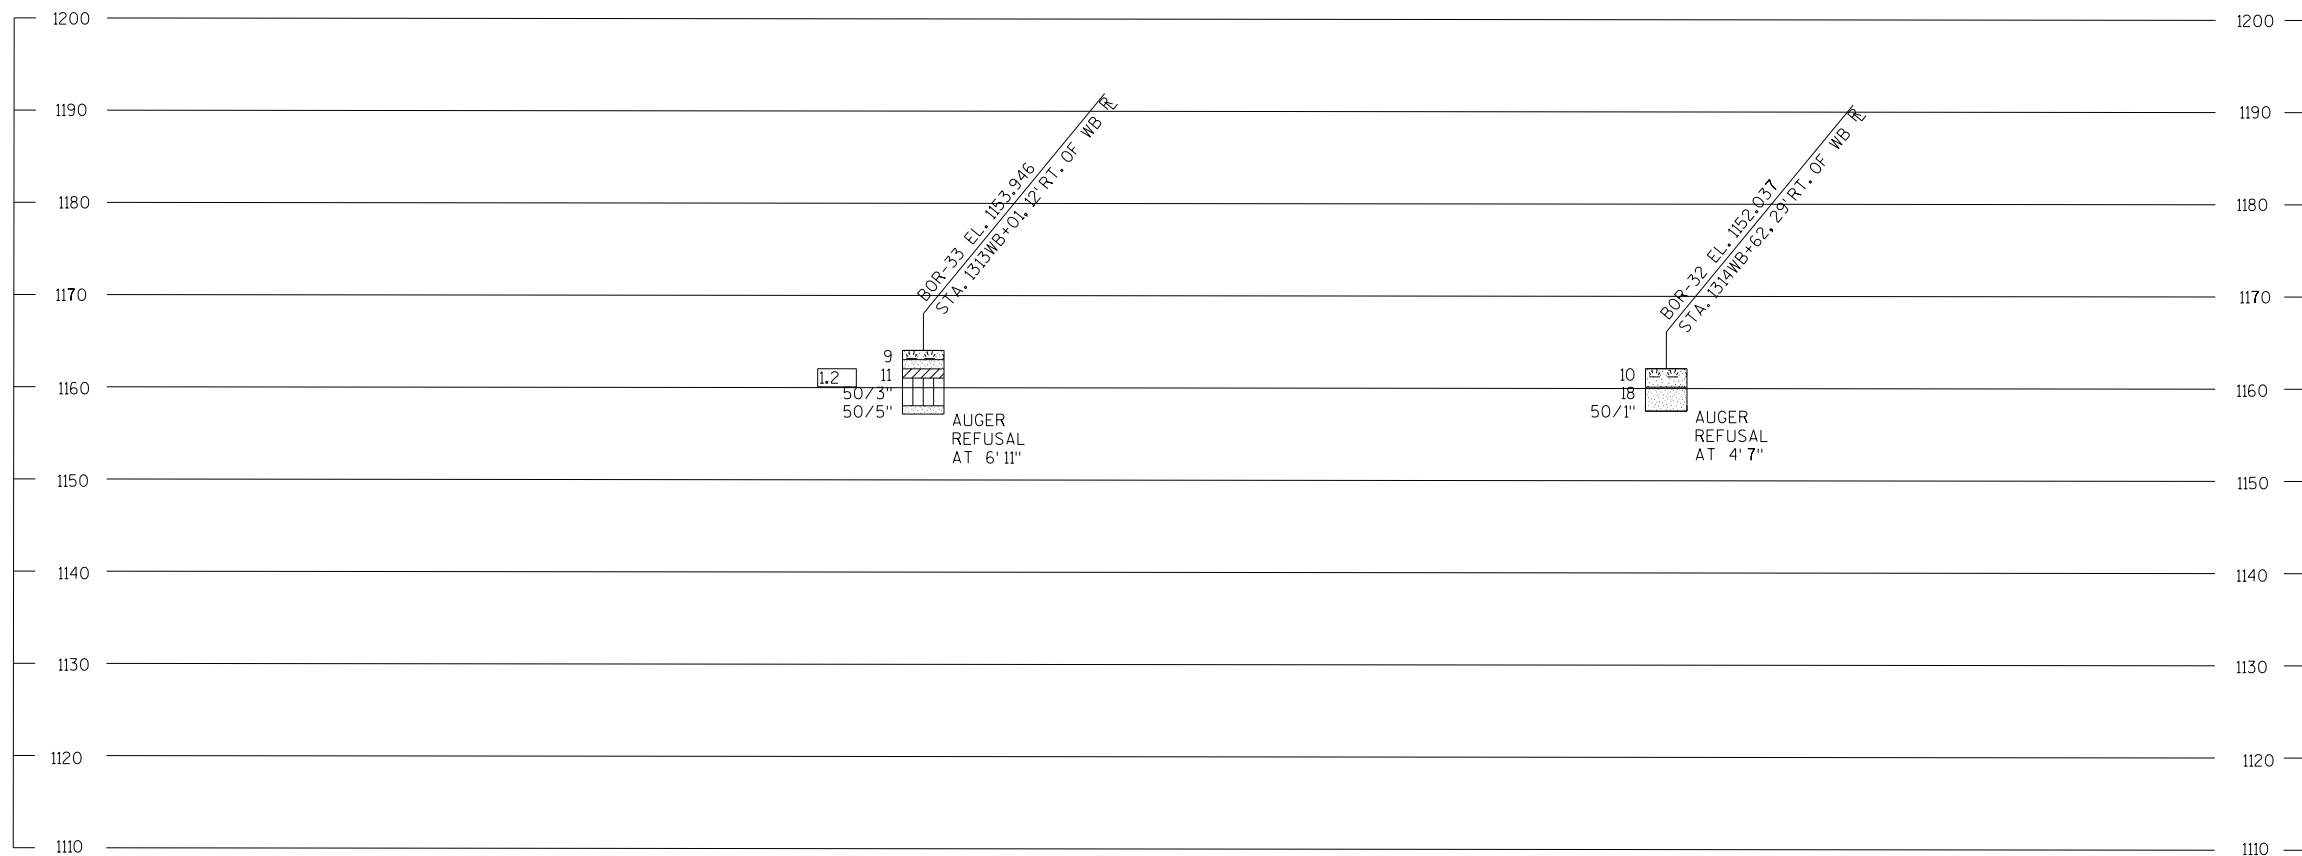 1200 1200
1190 1190
1180 1180
1170 1170
1160 1160
1150 1150
1140 1140
1130 1130
1120 1120
1110 1110
BOR-33 EL. 1153.946
STA. 1313WB+01, 12' RT. OF WB ⅊
9
11
1.2
50/3"
50/5"
AUGER
REFUSAL
AT 6' 11"
BOR-32 EL. 1152.037
STA. 1314WB+62, 29' RT. OF WB ⅊
10
18
50/1"
AUGER
REFUSAL
AT 4' 7"